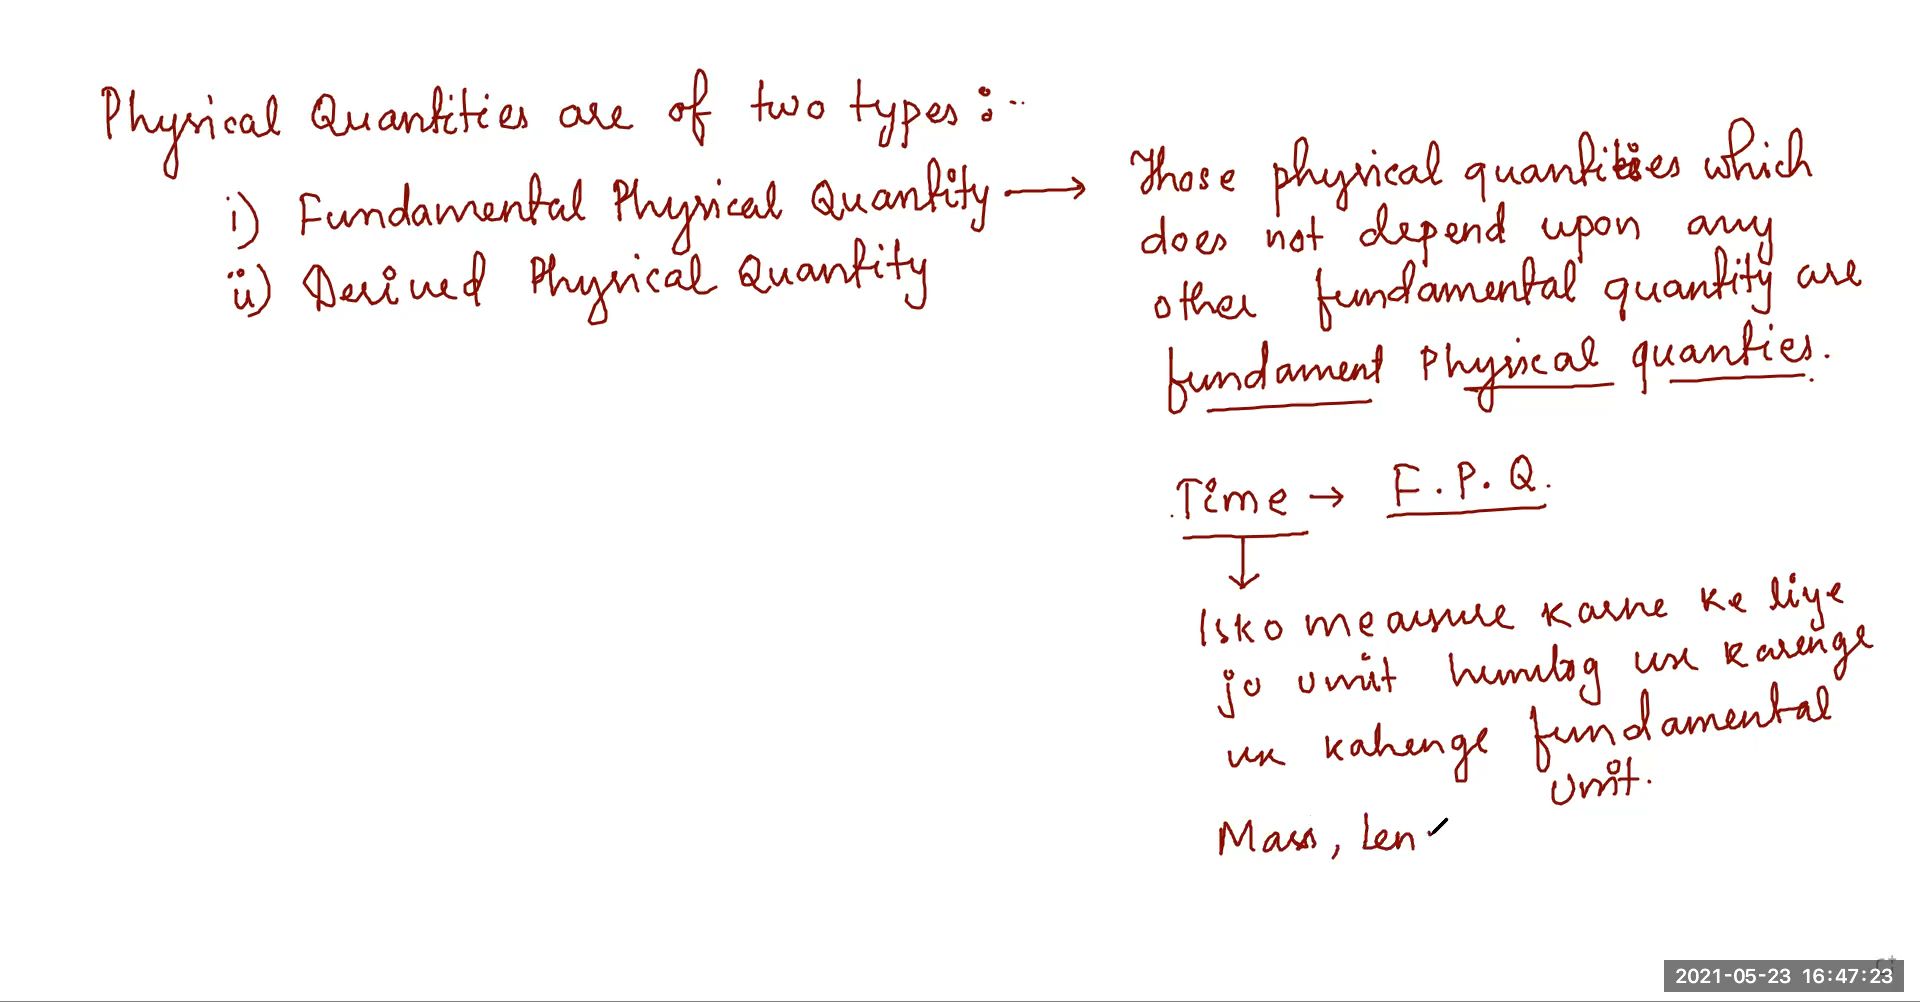 Physical Quantities are of two types :-
i) Fundamental Physical Quantity →
ii) Derived Physical Quantity
Those physical quantities which
does not depend upon any
other fundamental quantity are
fundament Physical quanties.
Time → F.P.Q.
↓
Isko measure karne ke liye
jo unit humlog use karenge
use kahenge fundamental
unit.
Mass, Len
2021-05-23 16:47:23